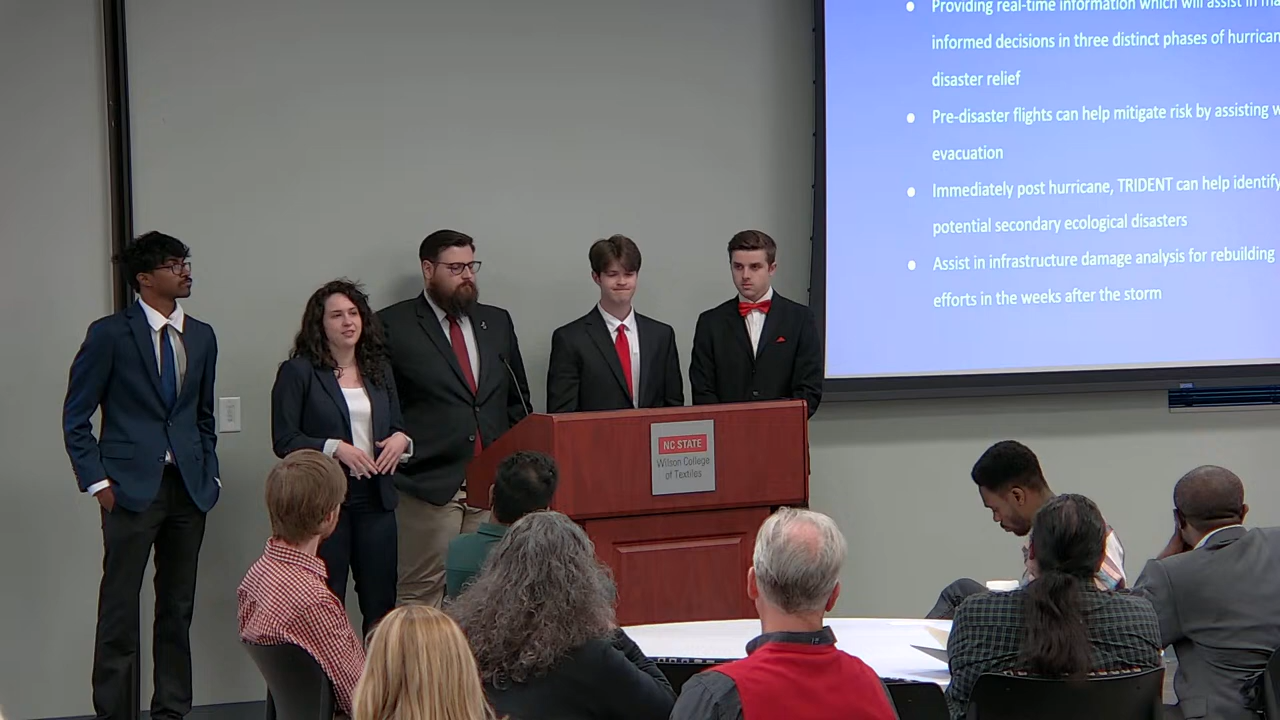 Providing real-time information which will assist in
informed decisions in three distinct phases of
disaster relief
Pre-disaster flights can help mitigate risk by assisting
evacuation
Immediately post hurricane, TRIDENT can help identify
potential secondary ecological disasters
Assist in infrastructure damage analysis for rebuilding
efforts in the weeks after the storm
NC STATE
Wilson College
of Textiles